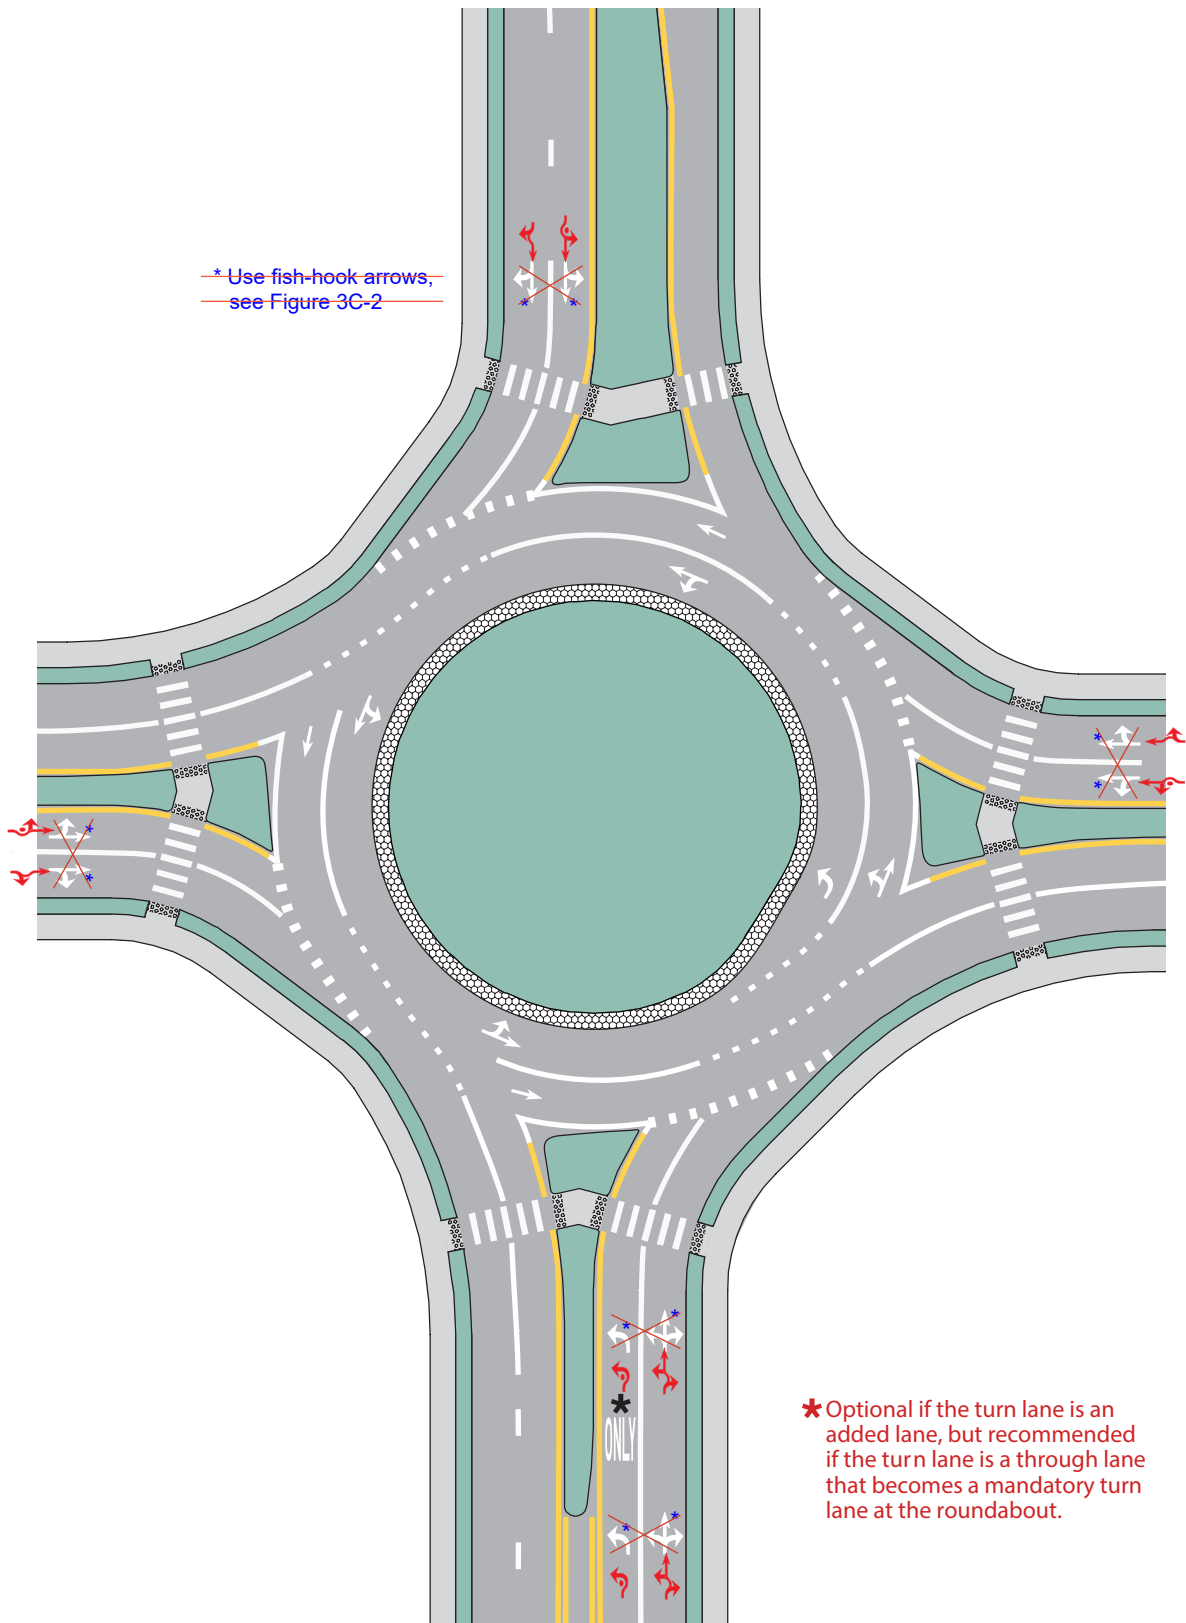 * Use fish-hook arrows,
see Figure 3C-2
*
ONLY
* Optional if the turn lane is an
added lane, but recommended
if the turn lane is a through lane
that becomes a mandatory turn
lane at the roundabout.